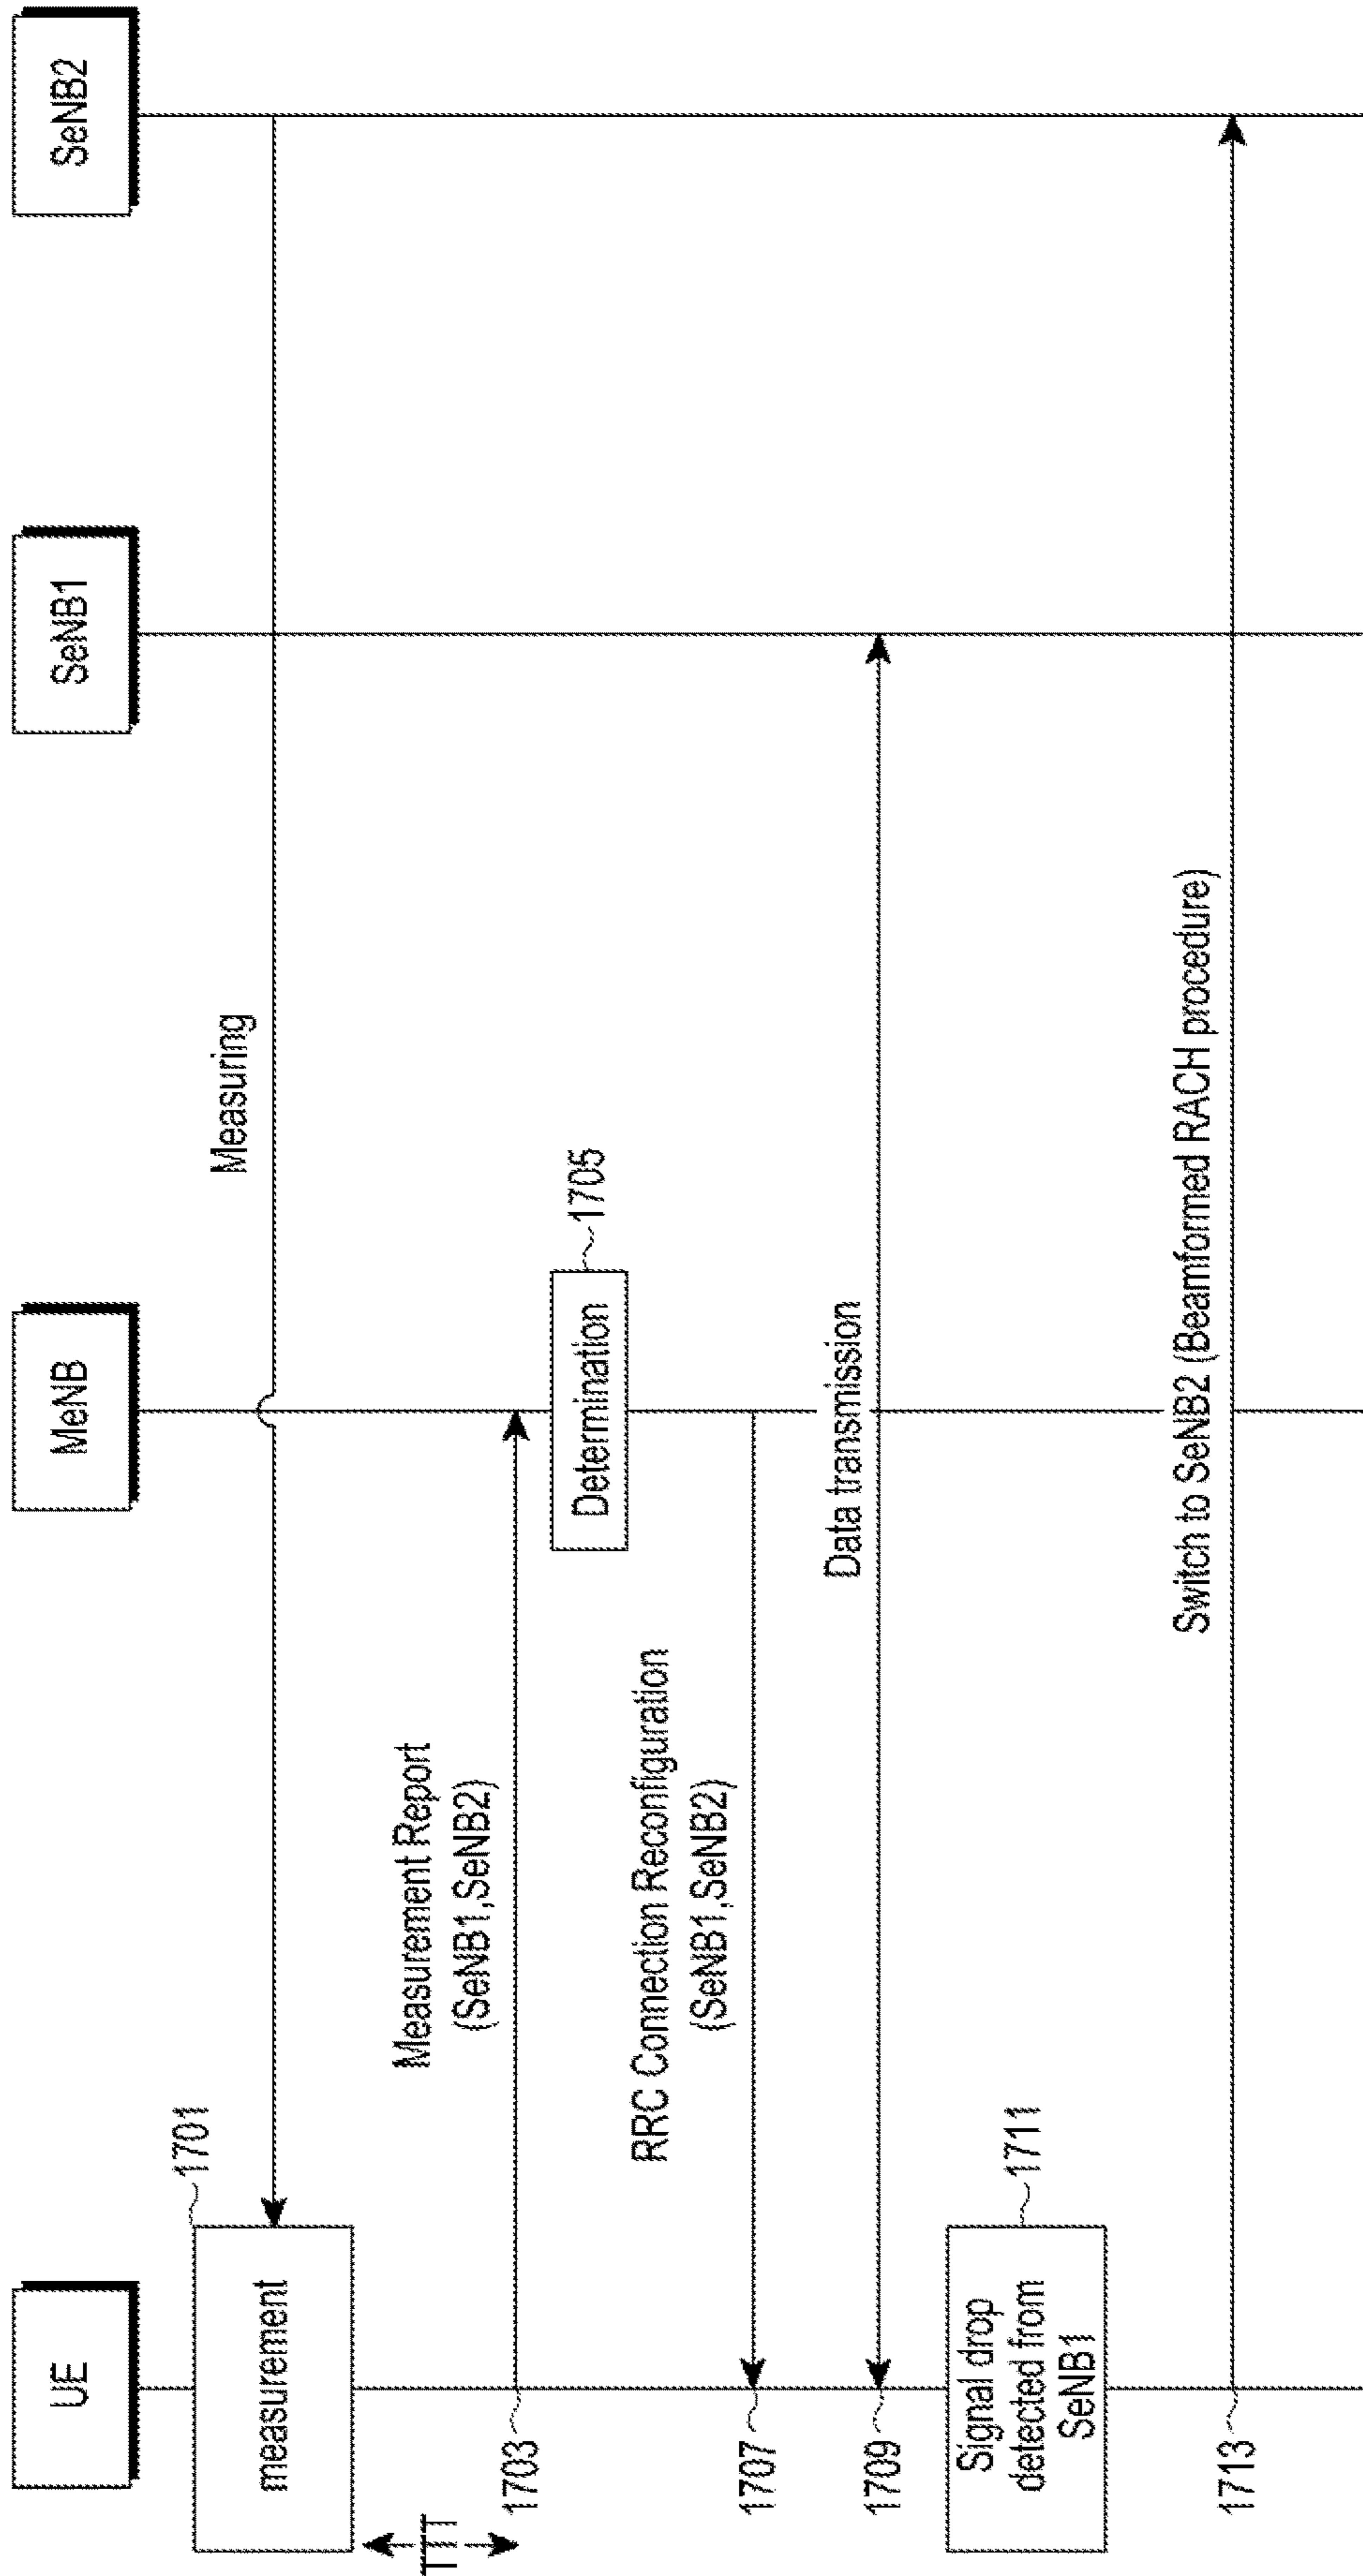 UE
MeNB
SeNB1
SeNB2
1701
measurement
Measuring
TTT
Measurement Report
(SeNB1,SeNB2)
1703
Determination
1705
RRC Connection Reconfiguration
(SeNB1,SeNB2)
1707
Data transmission
1709
Signal drop
detected from
SeNB1
1711
Switch to SeNB2 (Beamformed RACH procedure)
1713